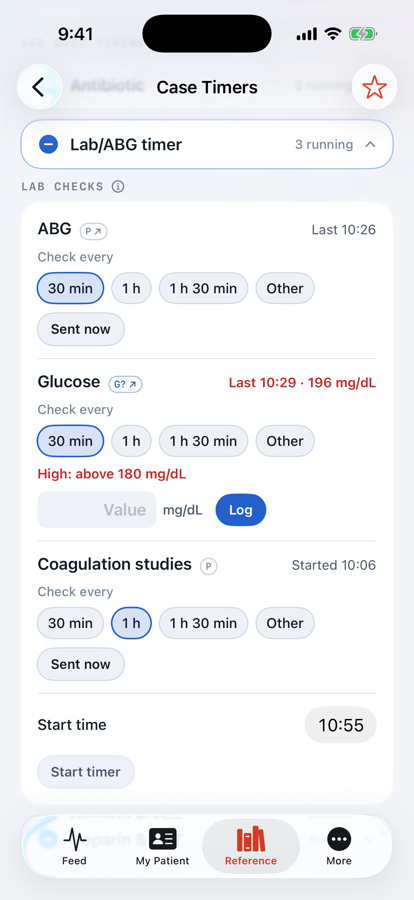 9:41
Antibiotic
Case Timers
2 running
Lab/ABG timer
3 running
LAB CHECKS
ABG P↗ Last 10:26
Check every
30 min 1 h 1 h 30 min Other
Sent now
Glucose G?↗ Last 10:29 · 196 mg/dL
Check every
30 min 1 h 1 h 30 min Other
High: above 180 mg/dL
Value mg/dL Log
Coagulation studies P Started 10:06
Check every
30 min 1 h 1 h 30 min Other
Sent now
Start time 10:55
Start timer
Feed My Patient Reference More